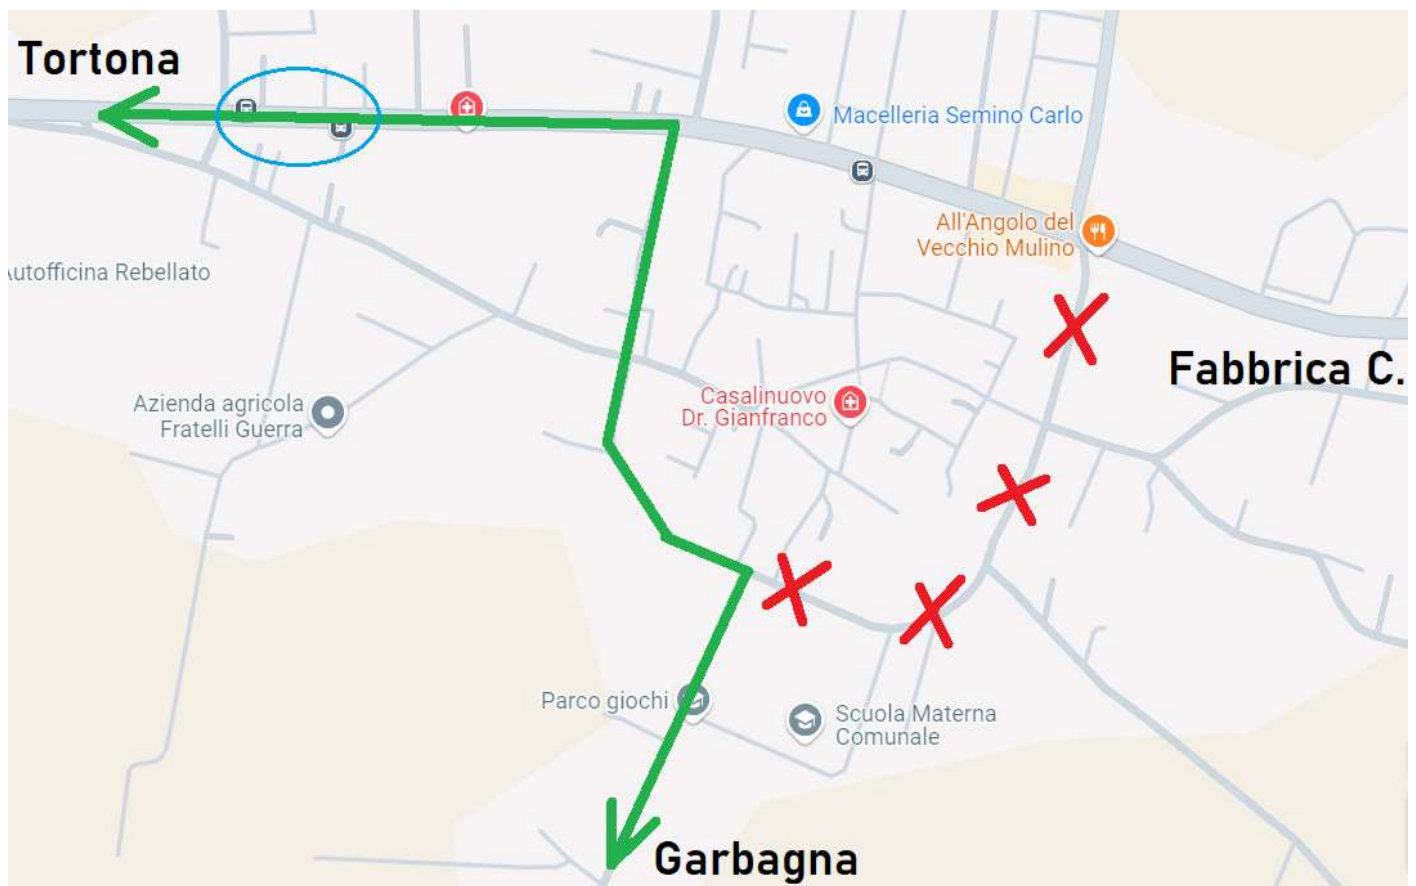 Tortona
Macelleria Semino Carlo
All'Angolo del
Vecchio Mulino
utofficina Rebellato
Fabbrica C.
Azienda agricola
Fratelli Guerra
Casalinuovo
Dr. Gianfranco
Parco giochi
Scuola Materna
Comunale
Garbagna